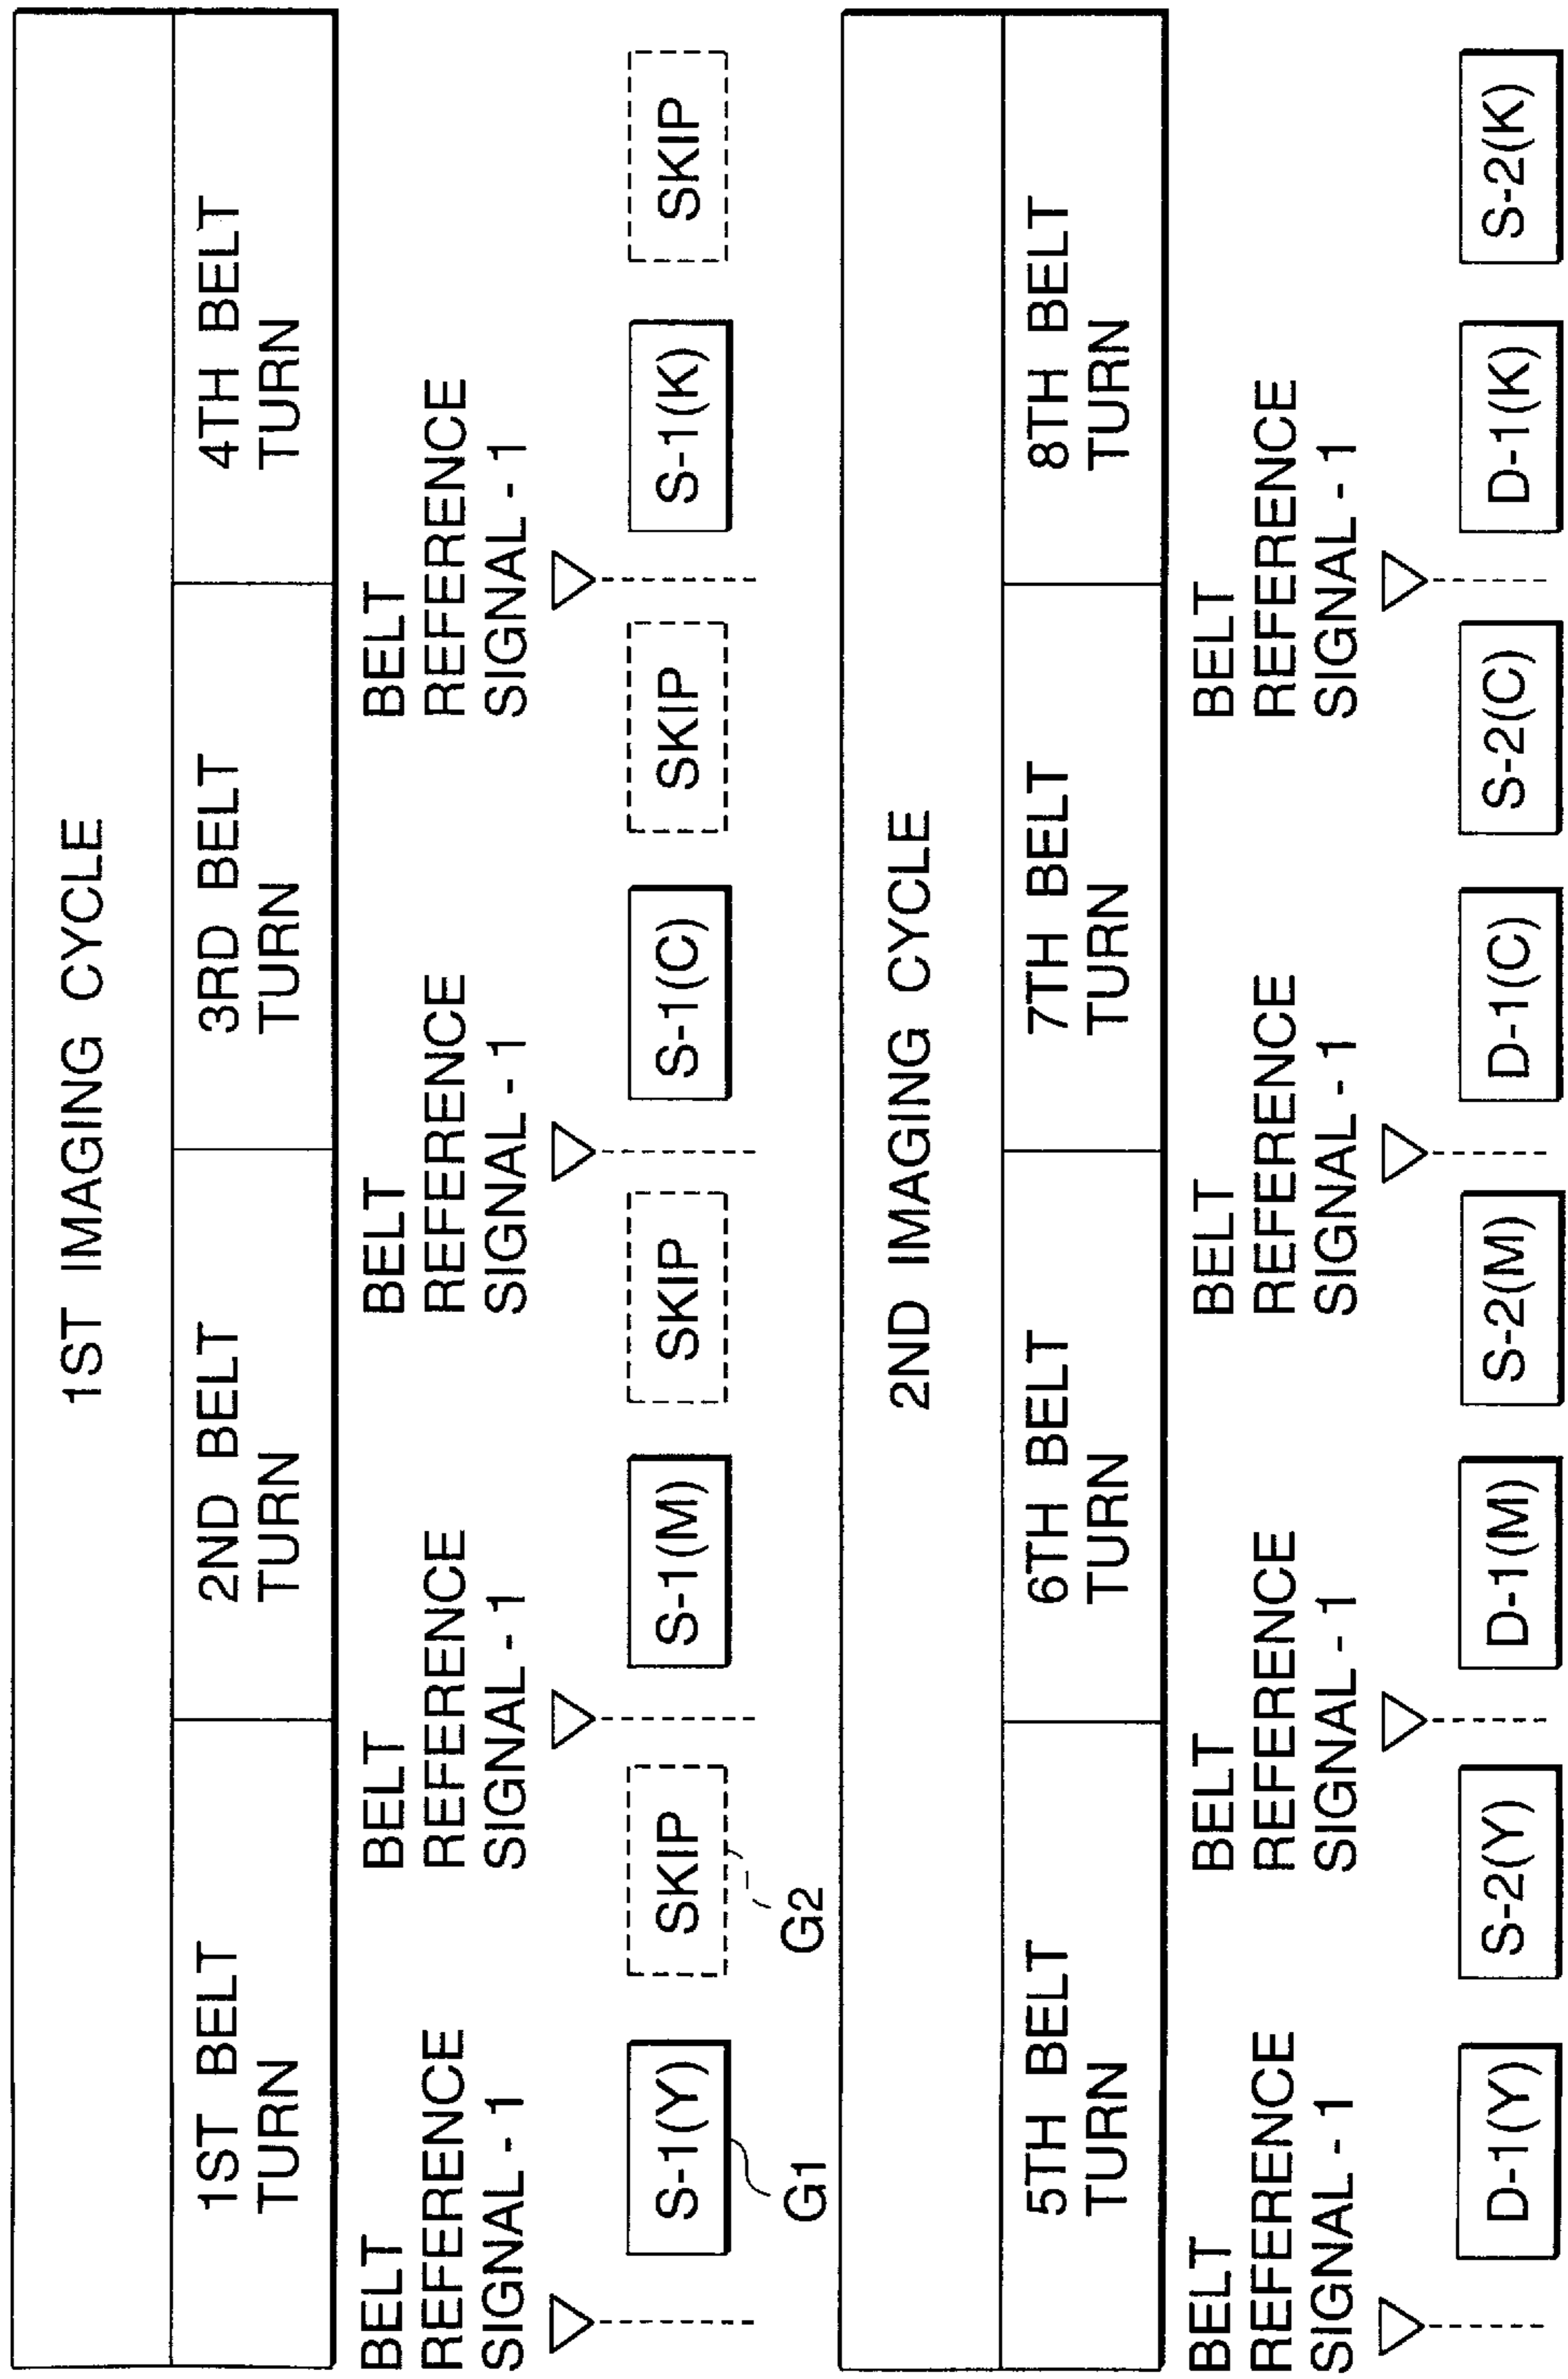 1ST IMAGING CYCLE
1ST BELT
TURN
2ND BELT
TURN
3RD BELT
TURN
4TH BELT
TURN
BELT
REFERENCE
SIGNAL - 1
BELT
REFERENCE
SIGNAL - 1
BELT
REFERENCE
SIGNAL - 1
BELT
REFERENCE
SIGNAL - 1
S-1(Y)
SKIP
S-1(M)
SKIP
S-1(C)
SKIP
S-1(K)
SKIP
G1
G2
2ND IMAGING CYCLE
5TH BELT
TURN
6TH BELT
TURN
7TH BELT
TURN
8TH BELT
TURN
BELT
REFERENCE
SIGNAL - 1
BELT
REFERENCE
SIGNAL - 1
BELT
REFERENCE
SIGNAL - 1
BELT
REFERENCE
SIGNAL - 1
D-1(Y)
S-2(Y)
D-1(M)
S-2(M)
D-1(C)
S-2(C)
D-1(K)
S-2(K)